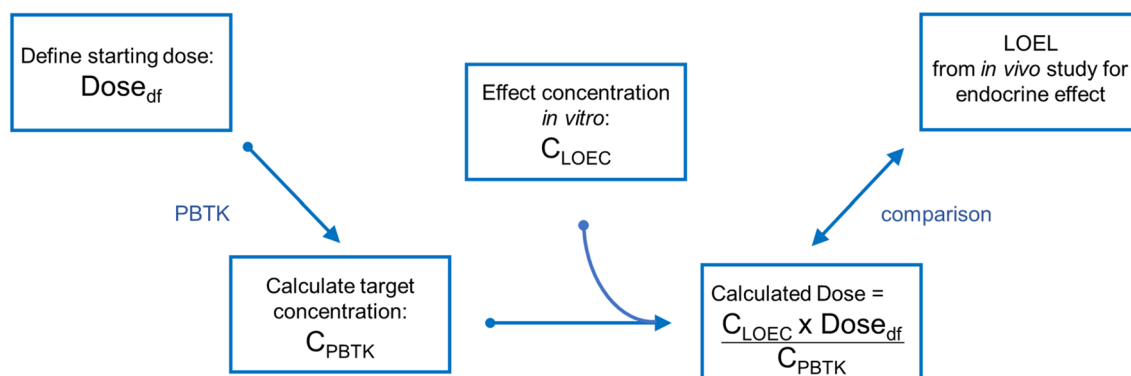 Define starting dose:
Dose_df
PBTK
Calculate target
concentration:
C_PBTK
Effect concentration
in vitro:
C_LOEC
Calculated Dose =
C_LOEC x Dose_df
C_PBTK
comparison
LOEL
from in vivo study for
endocrine effect